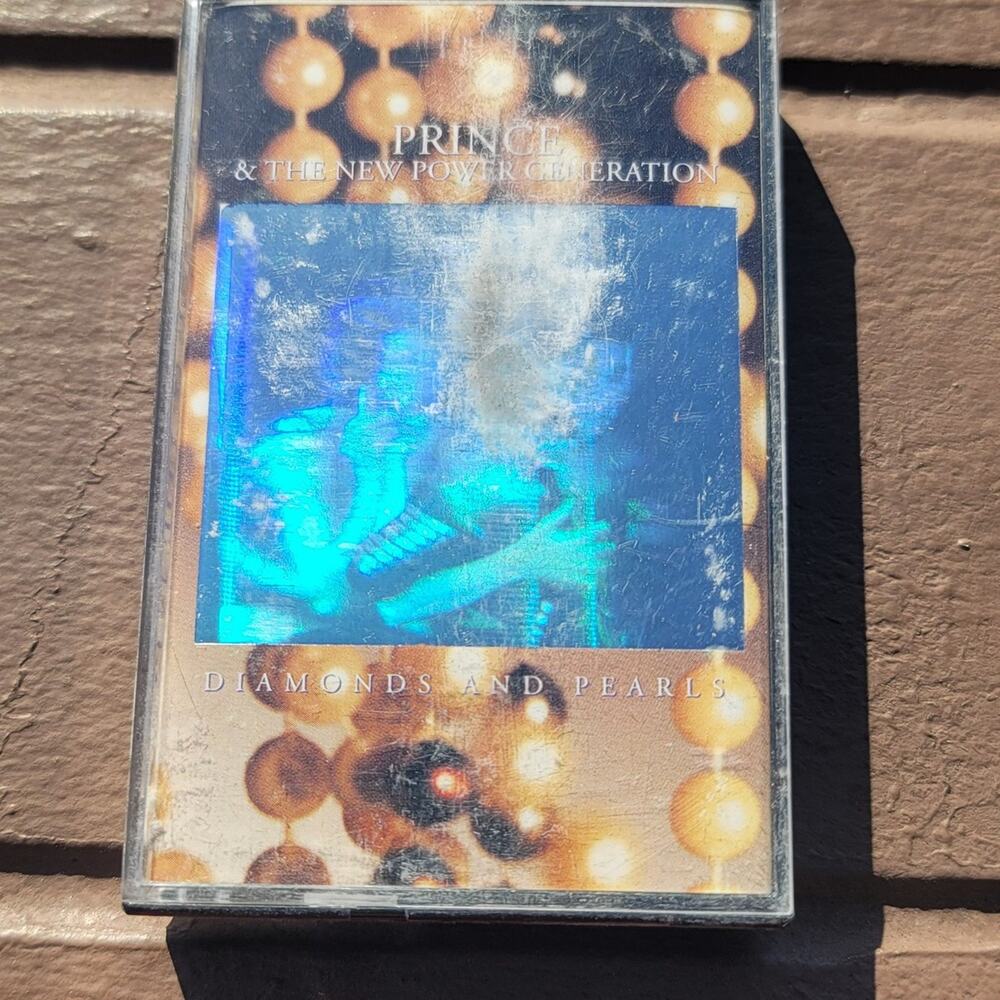 PRINCE
& THE NEW POWER GENERATION
DIAMONDS AND PEARLS